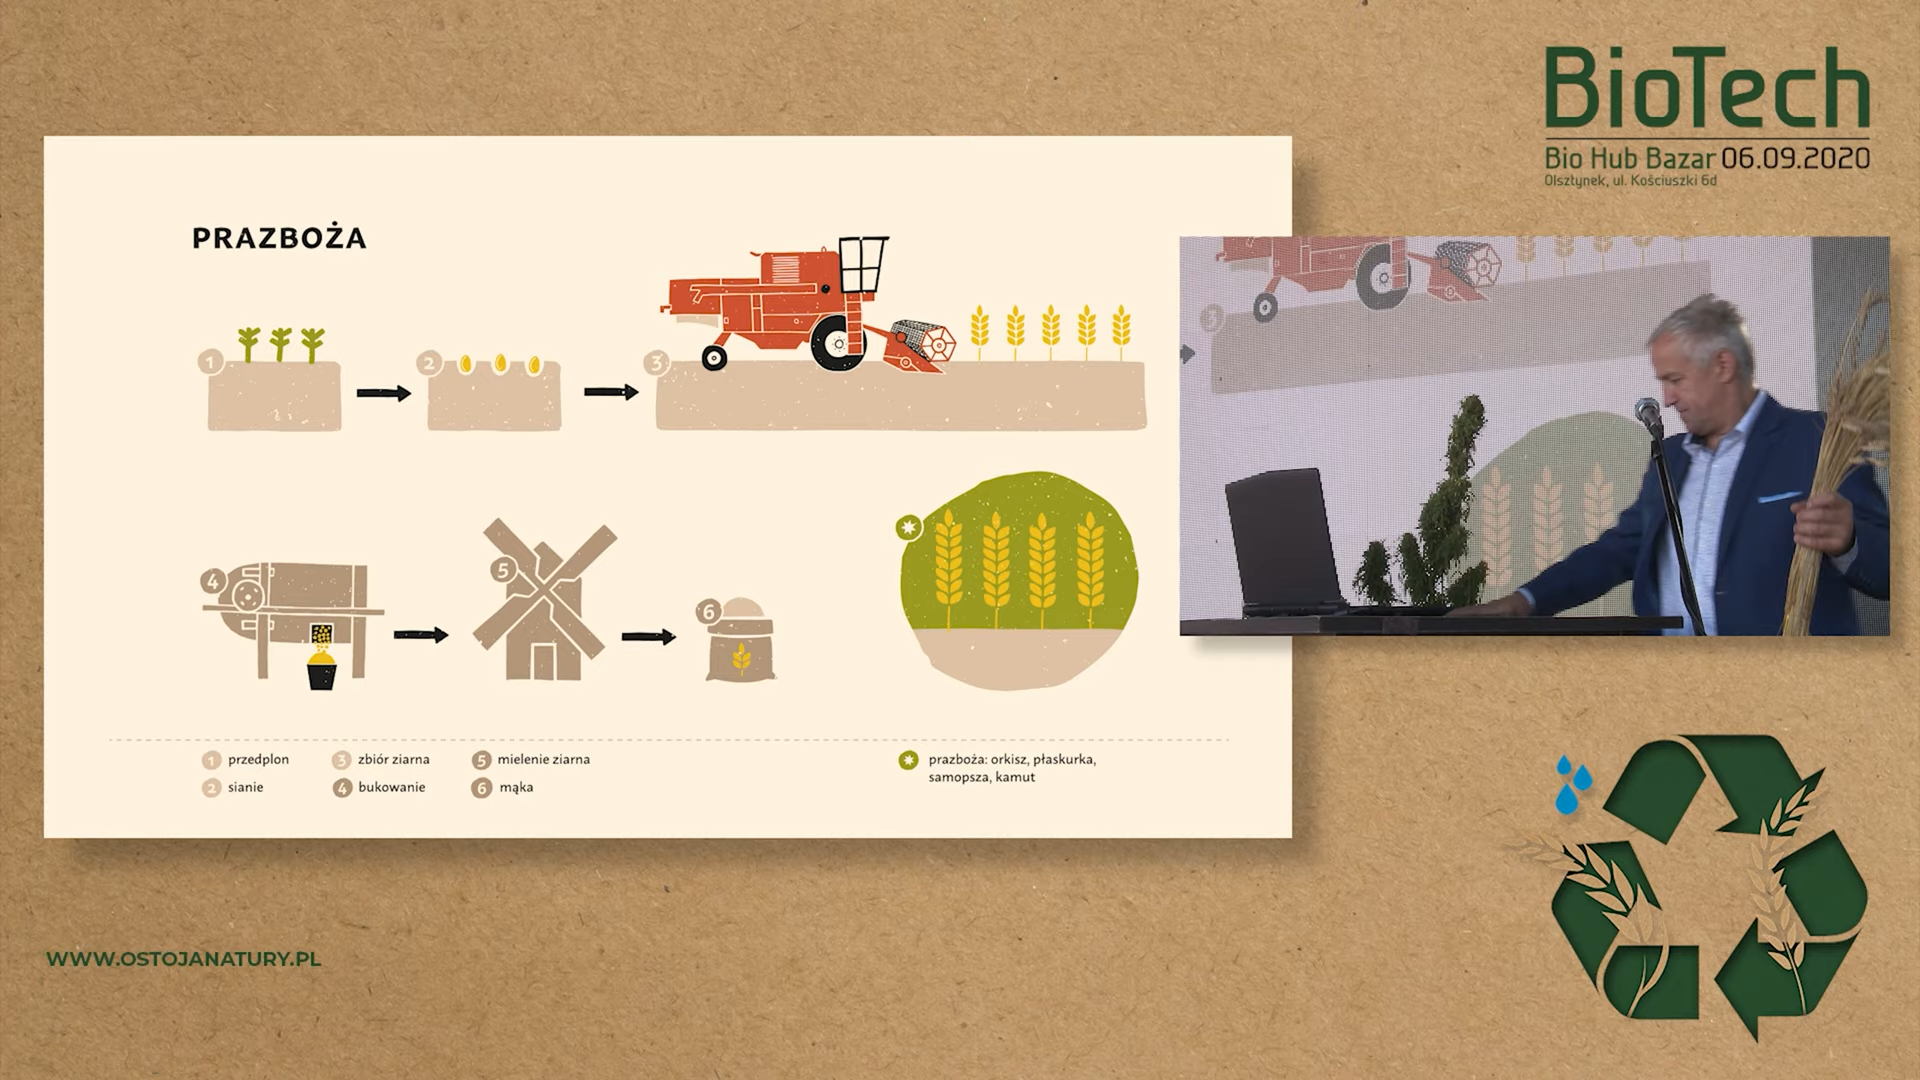 BioTech
Bio Hub Bazar 06.09.2020
Olsztynek, ul. Kościuszki 6d
PRAZBOŻA
1
2
3
3
4
5
6
1 przedplon
2 sianie
3 zbiór ziarna
4 bukowanie
5 mielenie ziarna
6 mąka
prazboża: orkisz, płaskurka,
samopsza, kamut
WWW.OSTOJANATURY.PL